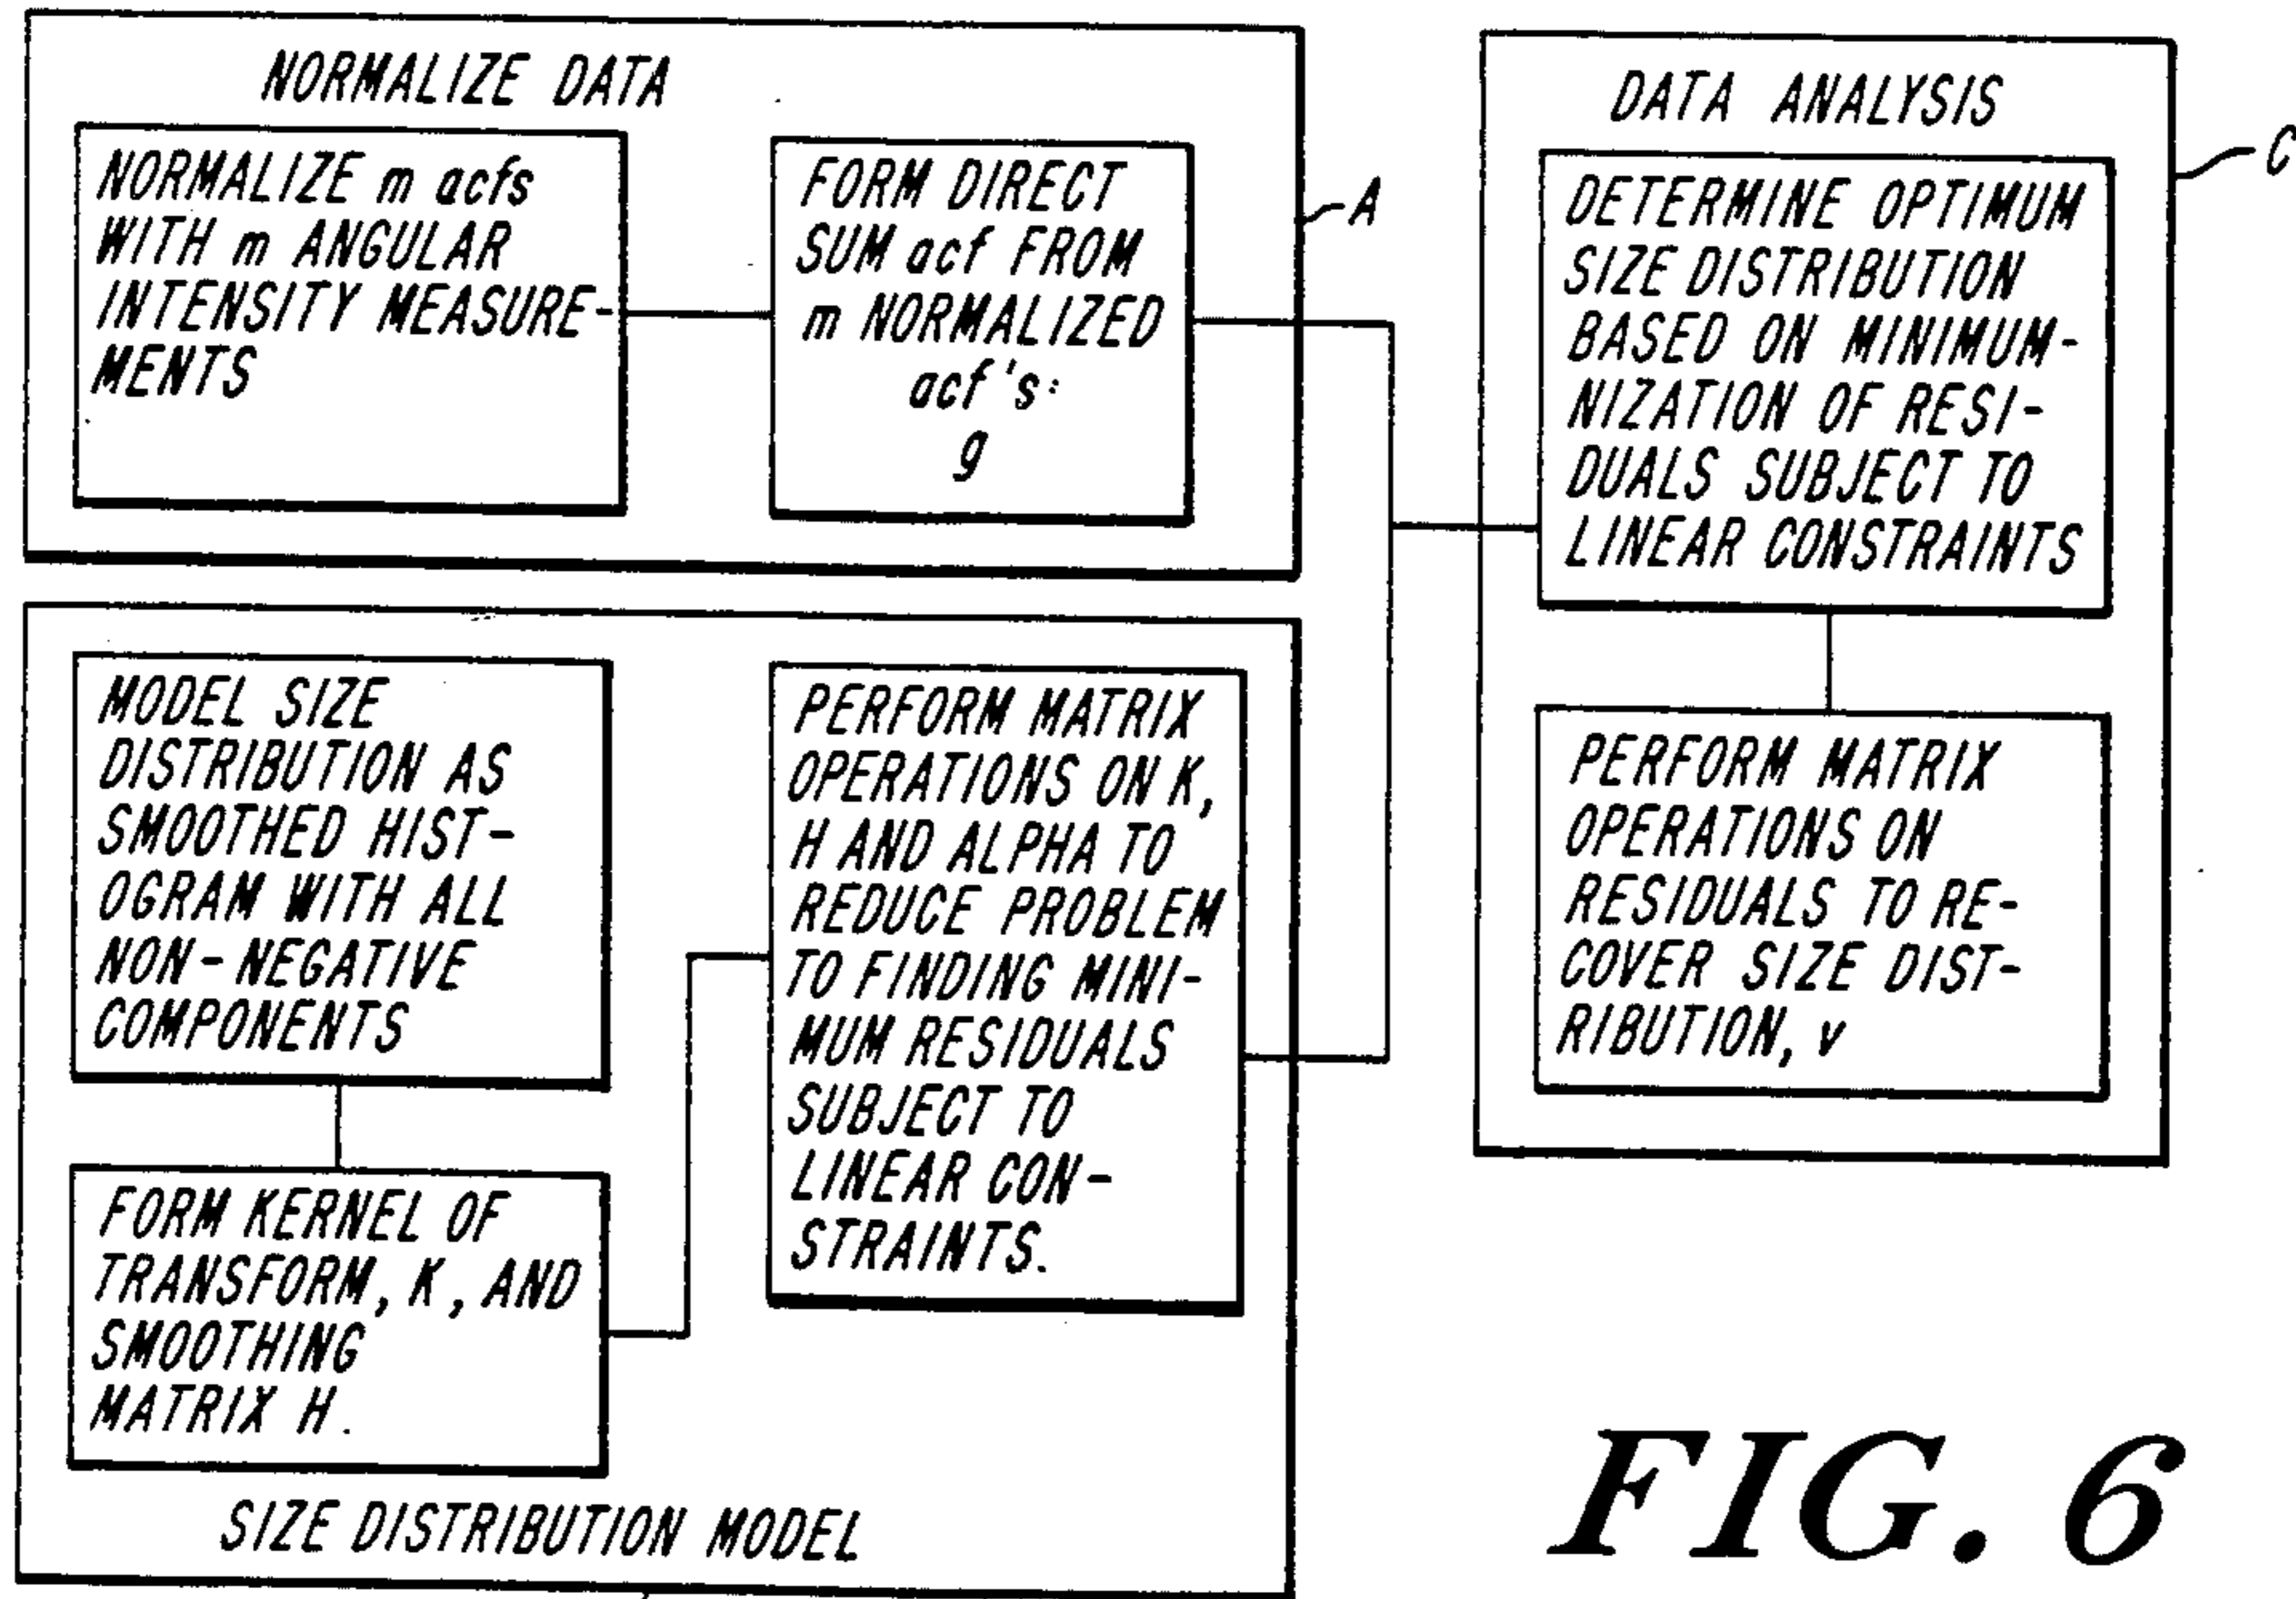 NORMALIZE DATA
NORMALIZE m acfs
WITH m ANGULAR
INTENSITY MEASURE-
MENTS
FORM DIRECT
SUM acf FROM
m NORMALIZED
acf's:
g
A
DATA ANALYSIS
C
DETERMINE OPTIMUM
SIZE DISTRIBUTION
BASED ON MINIMUM-
NIZATION OF RESI-
DUALS SUBJECT TO
LINEAR CONSTRAINTS
PERFORM MATRIX
OPERATIONS ON
RESIDUALS TO RE-
COVER SIZE DIST-
RIBUTION, v
MODEL SIZE
DISTRIBUTION AS
SMOOTHED HIST-
OGRAM WITH ALL
NON-NEGATIVE
COMPONENTS
FORM KERNEL OF
TRANSFORM, K, AND
SMOOTHING
MATRIX H.
PERFORM MATRIX
OPERATIONS ON K,
H AND ALPHA TO
REDUCE PROBLEM
TO FINDING MINI-
MUM RESIDUALS
SUBJECT TO
LINEAR CON-
STRAINTS.
SIZE DISTRIBUTION MODEL
FIG. 6